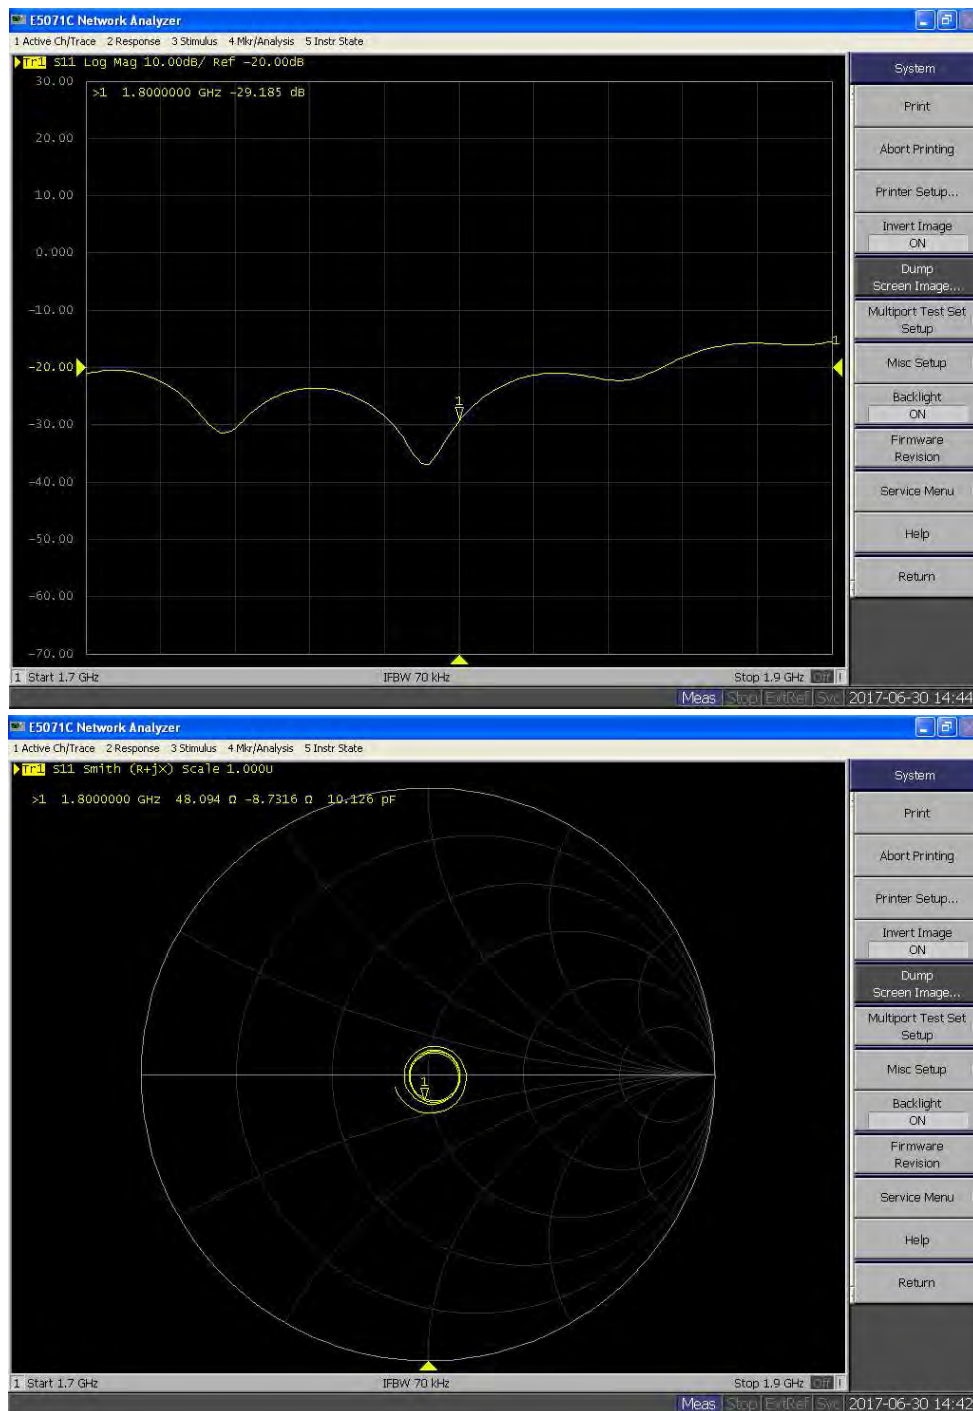 E5071C Network Analyzer
1 Active Ch/Trace 2 Response 3 Stimulus 4 Mkr/Analysis 5 Instr State
Tr1 S11 Log Mag 10.00dB/ Ref -20.00dB
30.00
>1 1.8000000 GHz -29.185 dB
20.00
10.00
0.000
-10.00
-20.00
-30.00
-40.00
-50.00
-60.00
-70.00
1
1
1 Start 1.7 GHz IFBW 70 kHz Stop 1.9 GHz Off !
System
Print
Abort Printing
Printer Setup...
Invert Image
ON
Dump
Screen Image...
Multiport Test Set
Setup
Misc Setup
Backlight
ON
Firmware
Revision
Service Menu
Help
Return
Meas Stop ExtRef Svc 2017-06-30 14:44
E5071C Network Analyzer
1 Active Ch/Trace 2 Response 3 Stimulus 4 Mkr/Analysis 5 Instr State
Tr1 S11 Smith (R+jX) Scale 1.000U
>1 1.8000000 GHz 48.094 Ω -8.7316 Ω 10.126 pF
1
1 Start 1.7 GHz IFBW 70 kHz Stop 1.9 GHz Off !
System
Print
Abort Printing
Printer Setup...
Invert Image
ON
Dump
Screen Image...
Multiport Test Set
Setup
Misc Setup
Backlight
ON
Firmware
Revision
Service Menu
Help
Return
Meas Stop ExtRef Svc 2017-06-30 14:42